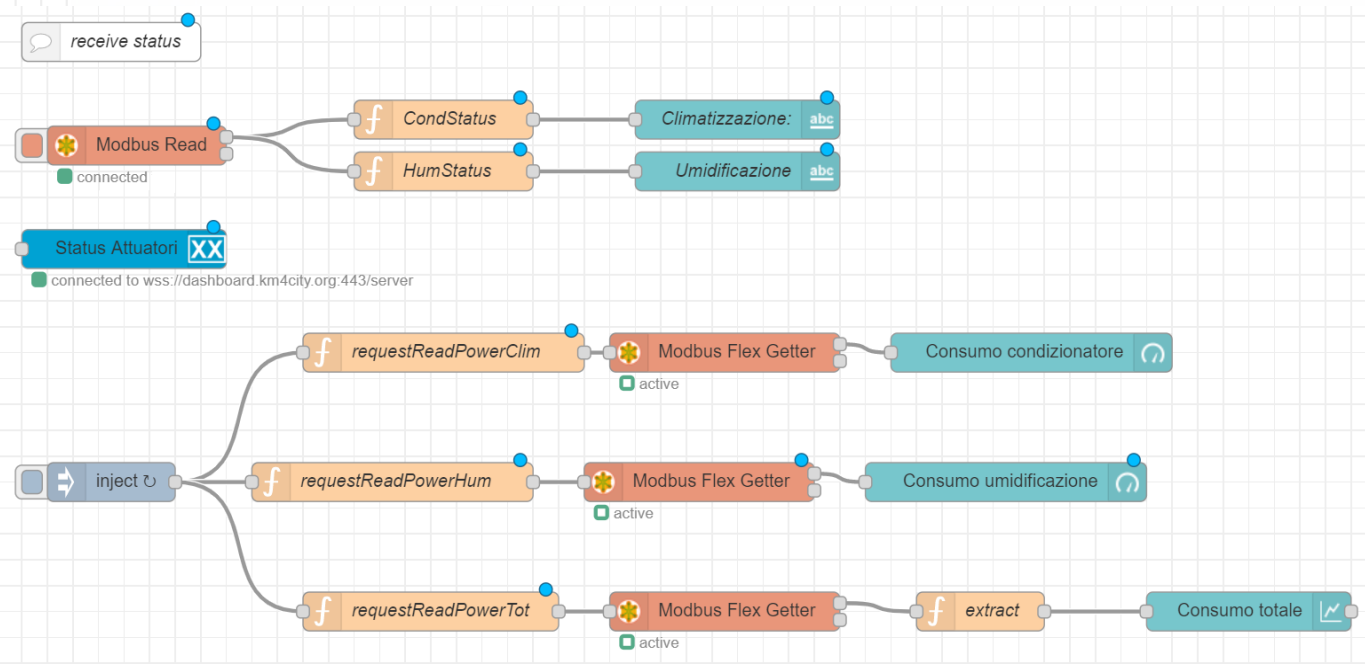 receive status
CondStatus
Climatizzazione:
abc
Modbus Read
connected
HumStatus
Umidificazione
abc
Status Attuatori
XX
connected to wss://dashboard.km4city.org:443/server
requestReadPowerClim
Modbus Flex Getter
Consumo condizionatore
active
inject ↻
requestReadPowerHum
Modbus Flex Getter
Consumo umidificazione
active
requestReadPowerTot
Modbus Flex Getter
extract
Consumo totale
active